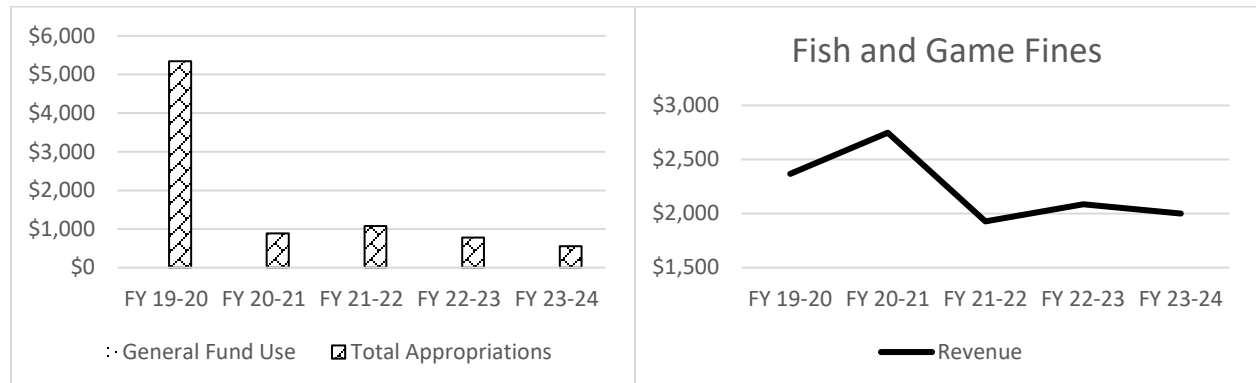 $6,000
$5,000
$4,000
$3,000
$2,000
$1,000
$0
FY 19-20 FY 20-21 FY 21-22 FY 22-23 FY 23-24
General Fund Use Total Appropriations
Fish and Game Fines
$3,000
$2,500
$2,000
$1,500
FY 19-20 FY 20-21 FY 21-22 FY 22-23 FY 23-24
Revenue